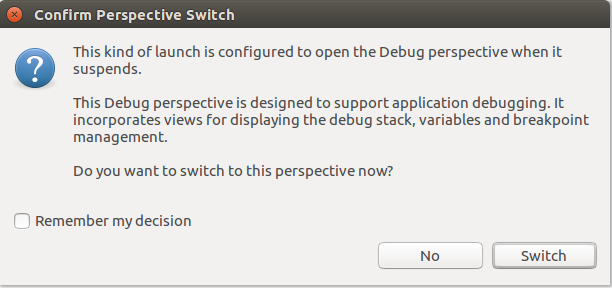 Confirm Perspective Switch
This kind of launch is configured to open the Debug perspective when it
suspends.
This Debug perspective is designed to support application debugging. It
incorporates views for displaying the debug stack, variables and breakpoint
management.
Do you want to switch to this perspective now?
Remember my decision
No
Switch